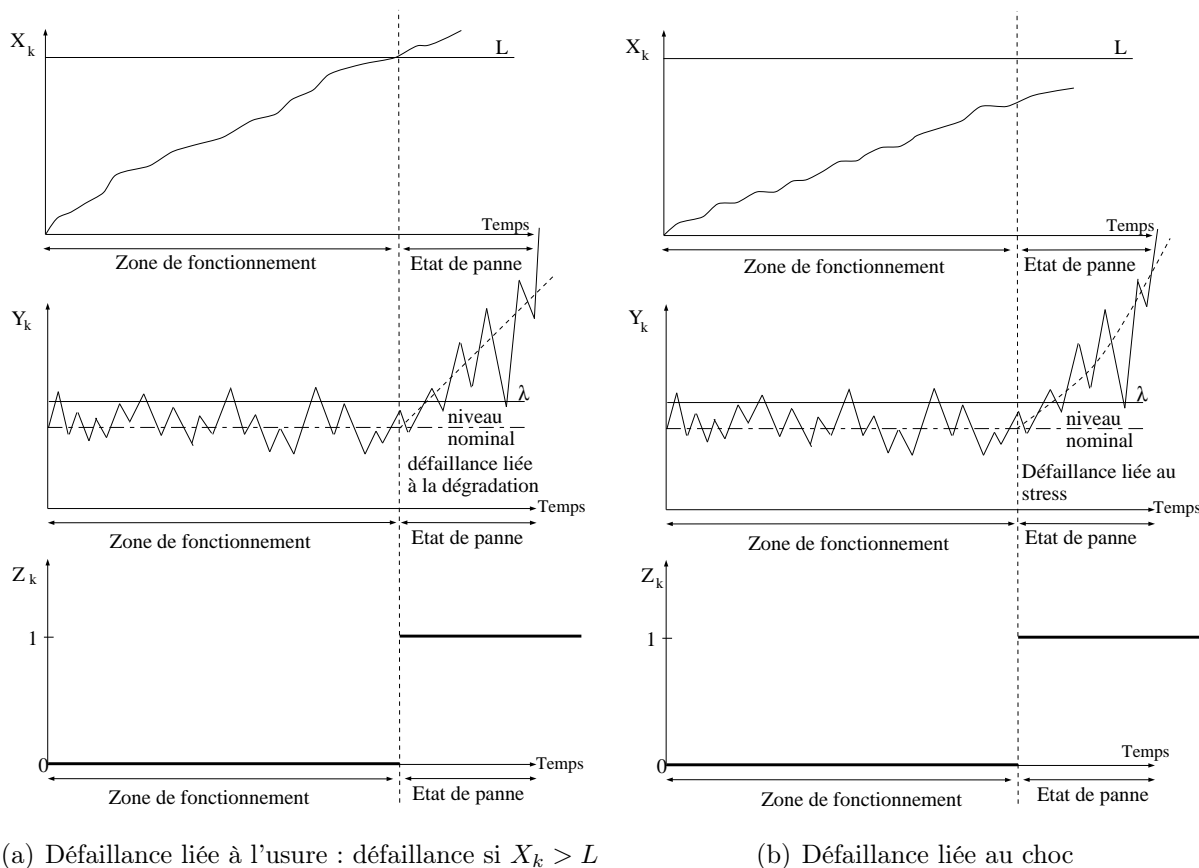 X_k
L
Temps
Zone de fonctionnement
Etat de panne
Y_k
λ
niveau
nominal
défaillance liée
à la dégradation
Temps
Zone de fonctionnement
Etat de panne
Z_k
1
0
Temps
Zone de fonctionnement
Etat de panne
(a) Défaillance liée à l'usure : défaillance si X_k > L
X_k
L
Temps
Zone de fonctionnement
Etat de panne
Y_k
λ
niveau
nominal
Défaillance liée au
stress
Temps
Zone de fonctionnement
Etat de panne
Z_k
1
0
Temps
Zone de fonctionnement
Etat de panne
(b) Défaillance liée au choc